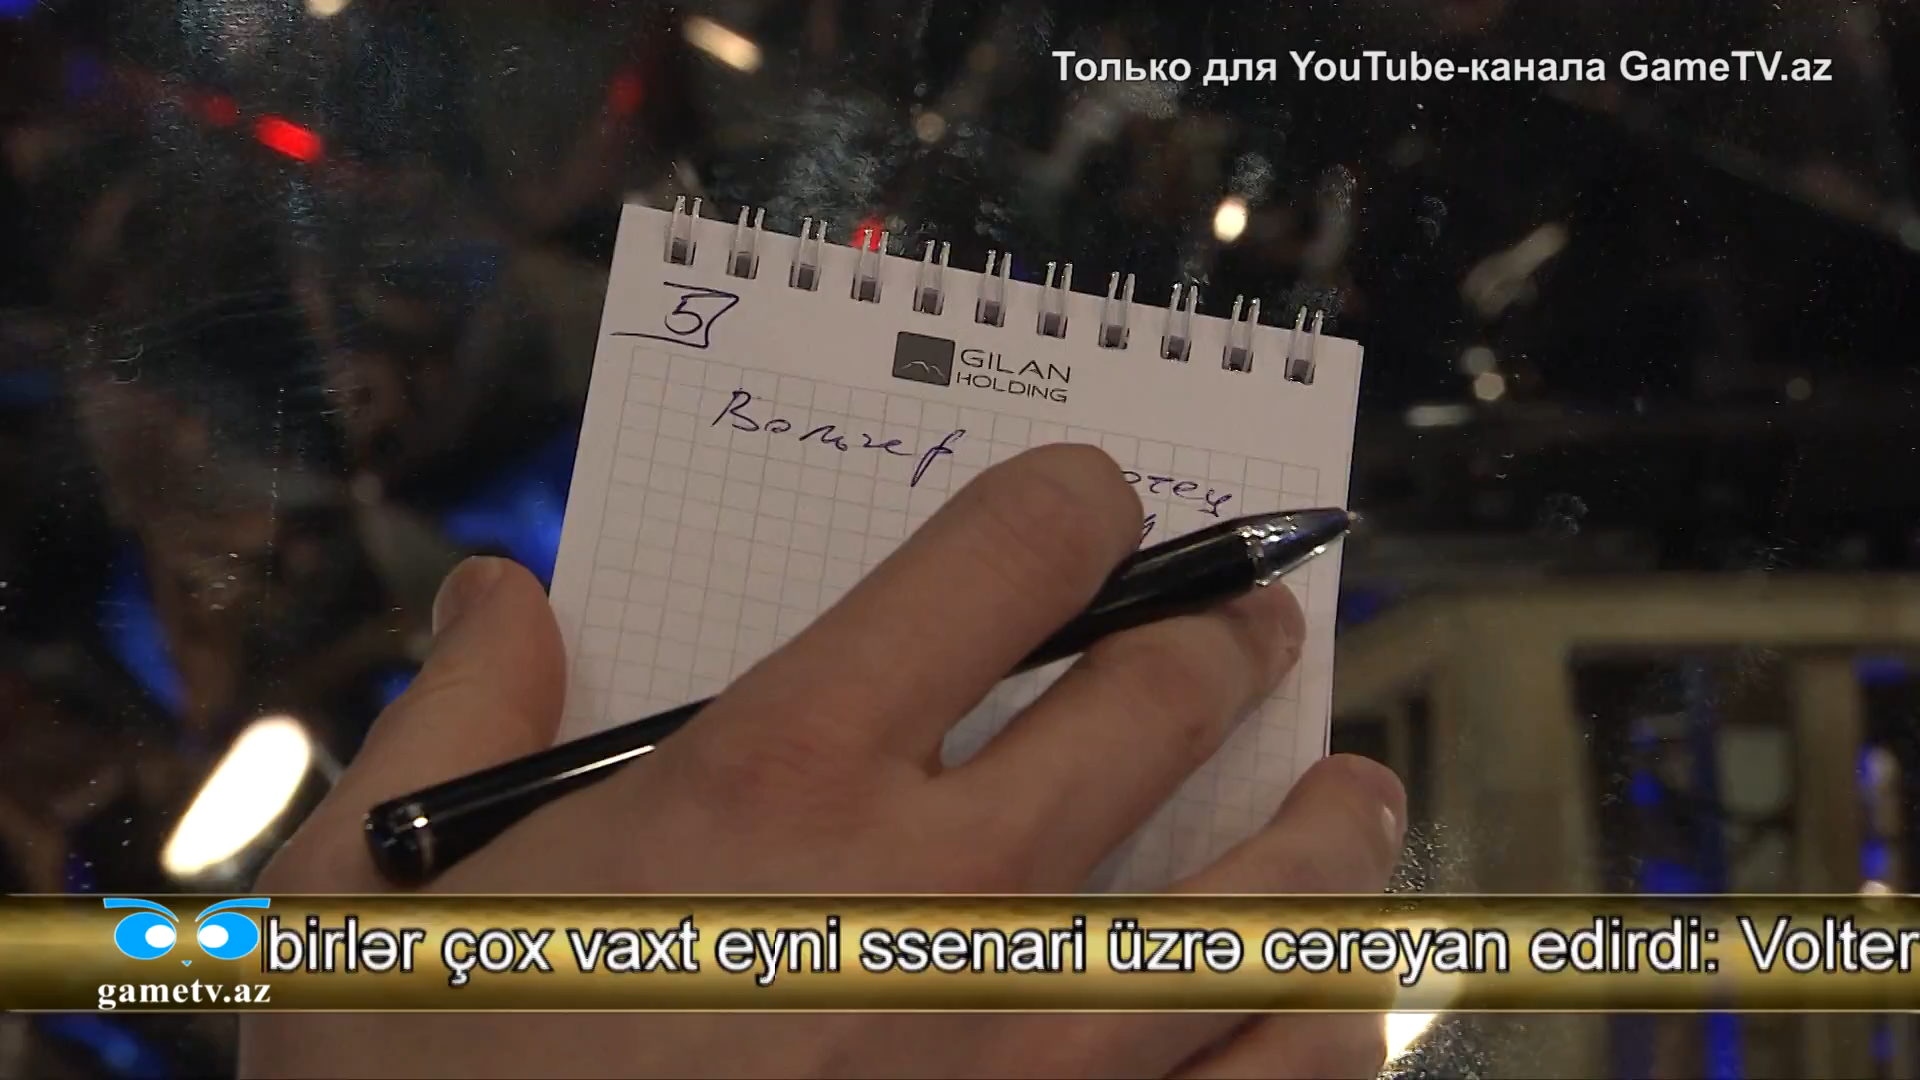 Только для YouTube-канала GameTV.az
5
GILAN
HOLDING
Вольтер отец
birlər çox vaxt eyni ssenari üzrə cərəyan edirdi: Volter
gametv.az